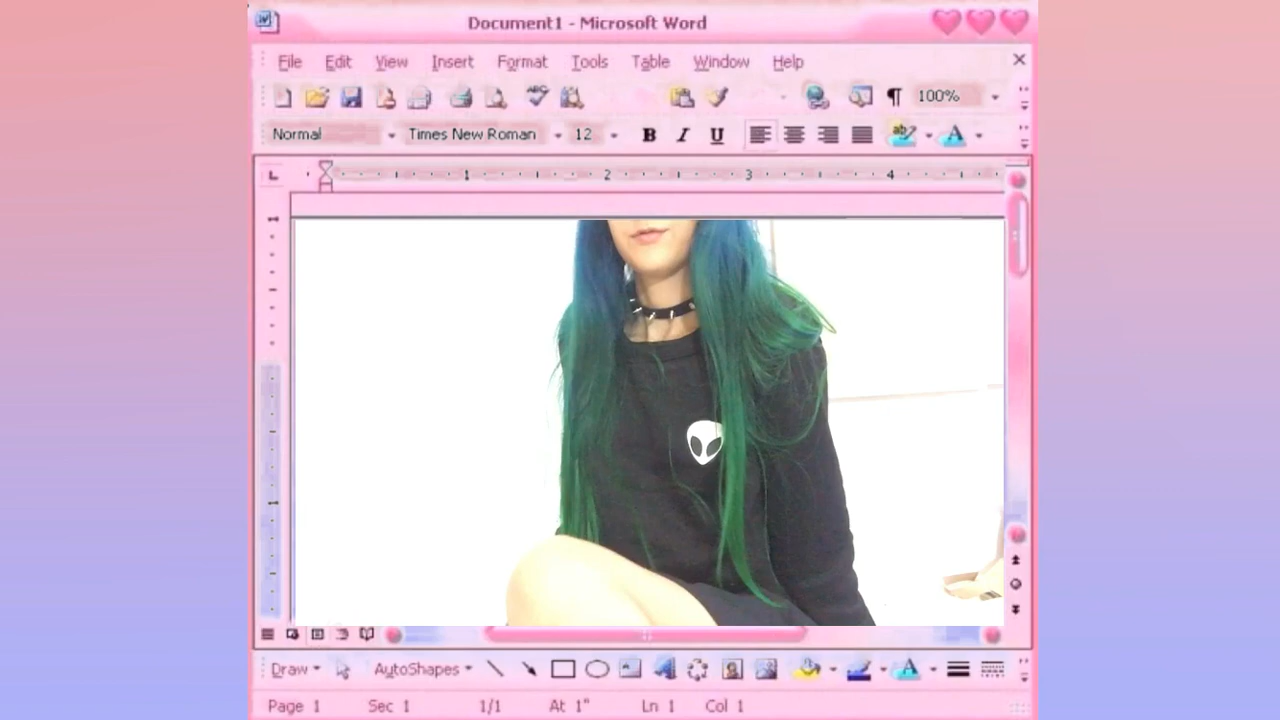 Document1 - Microsoft Word
File Edit View Insert Format Tools Table Window Help
100%
Normal Times New Roman 12 B I U ab A
L 1 2 3 4
Draw AutoShapes A
Page 1 Sec 1 1/1 At 1" Ln 1 Col 1